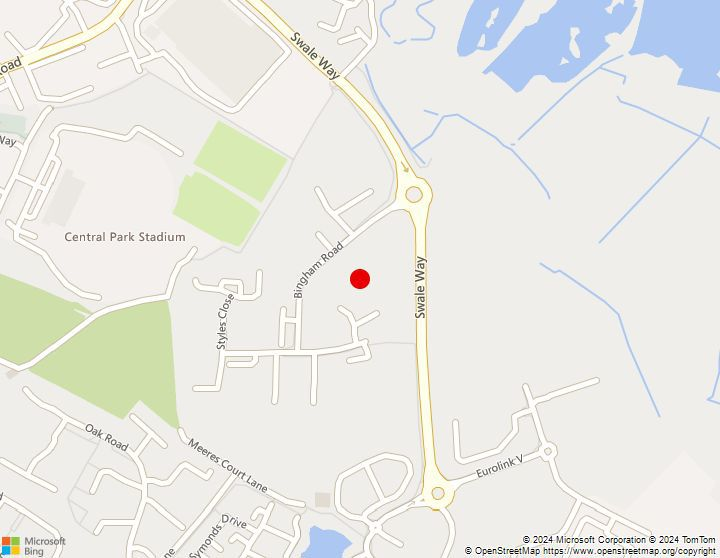 Swale Way
Road
Way
Central Park Stadium
Bingham Road
Swale Way
Styles Close
Oak Road
Meeres Court Lane
Eurolink V
Symonds Drive
Lane
Microsoft
Bing
© 2024 Microsoft Corporation © 2024 TomTom
© OpenStreetMap https://www.openstreetmap.org/copyright